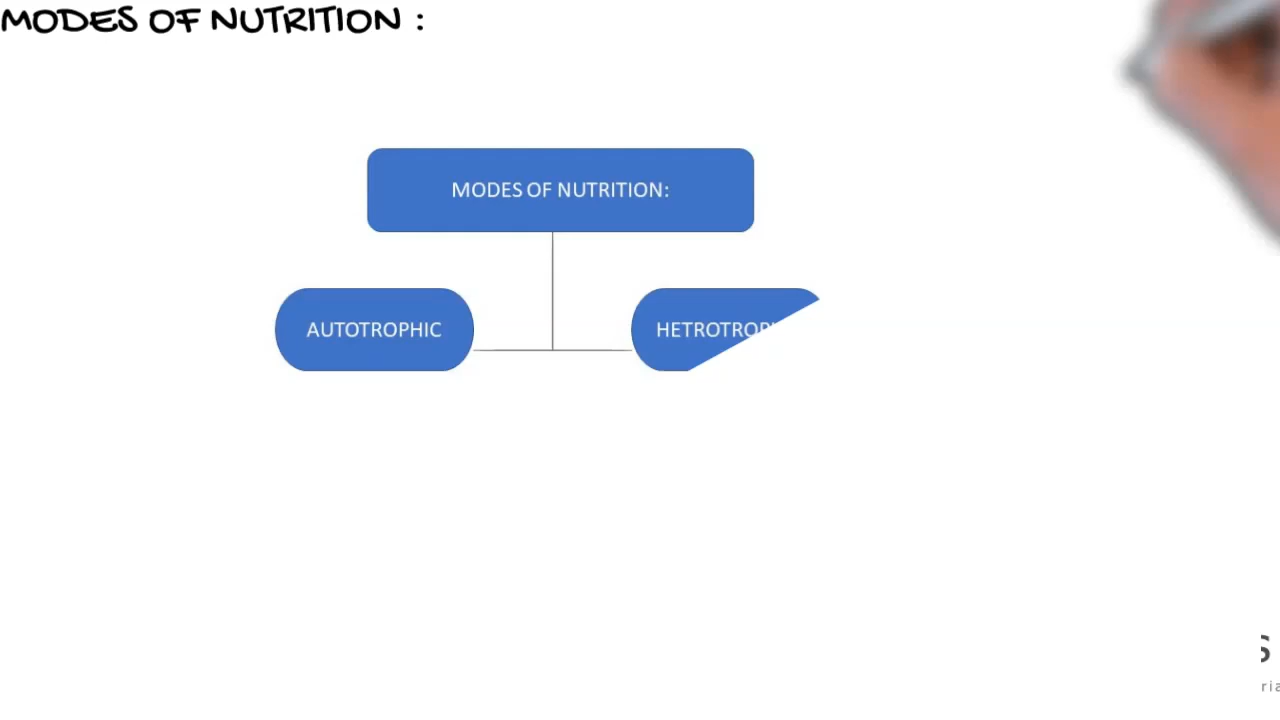 MODES OF NUTRITION :
MODES OF NUTRITION:
AUTOTROPHIC